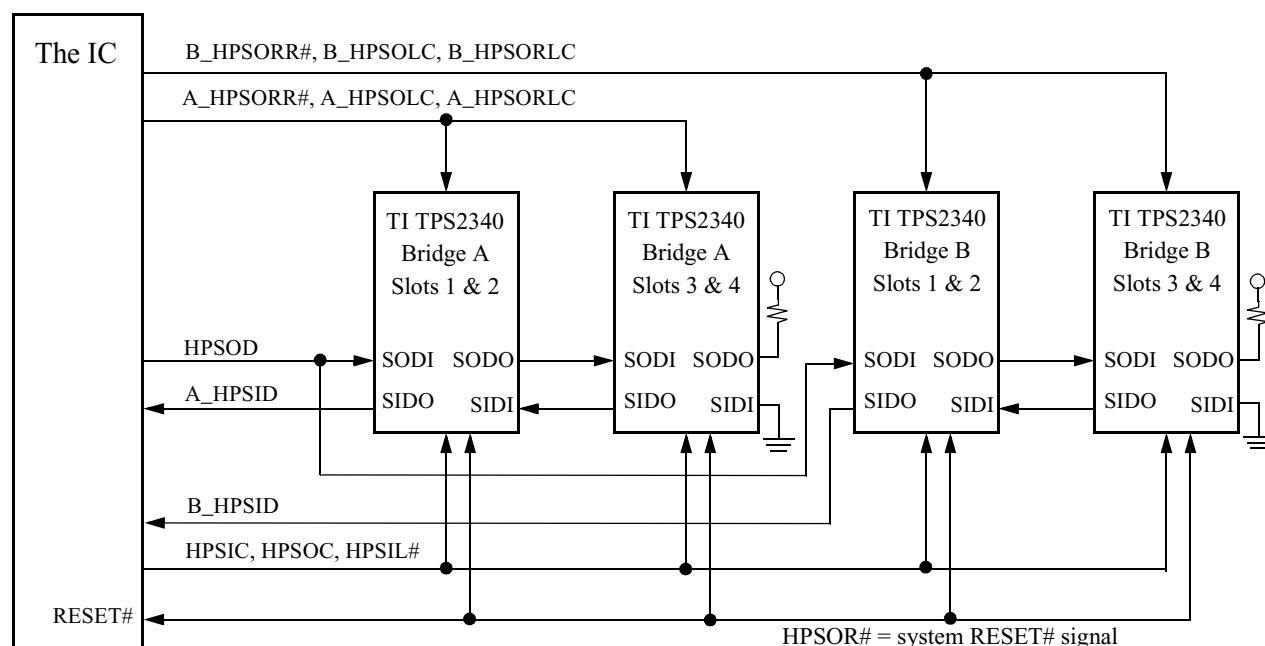 The IC
B_HPSORR#, B_HPSOLC, B_HPSORLC
A_HPSORR#, A_HPSOLC, A_HPSORLC
TI TPS2340
Bridge A
Slots 1 & 2
TI TPS2340
Bridge A
Slots 3 & 4
TI TPS2340
Bridge B
Slots 1 & 2
TI TPS2340
Bridge B
Slots 3 & 4
HPSOD
SODI SODO
SODI SODO
SODI SODO
SODI SODO
A_HPSID
SIDO SIDI
SIDO SIDI
SIDO SIDI
SIDO SIDI
B_HPSID
HPSIC, HPSOC, HPSIL#
RESET#
HPSOR# = system RESET# signal